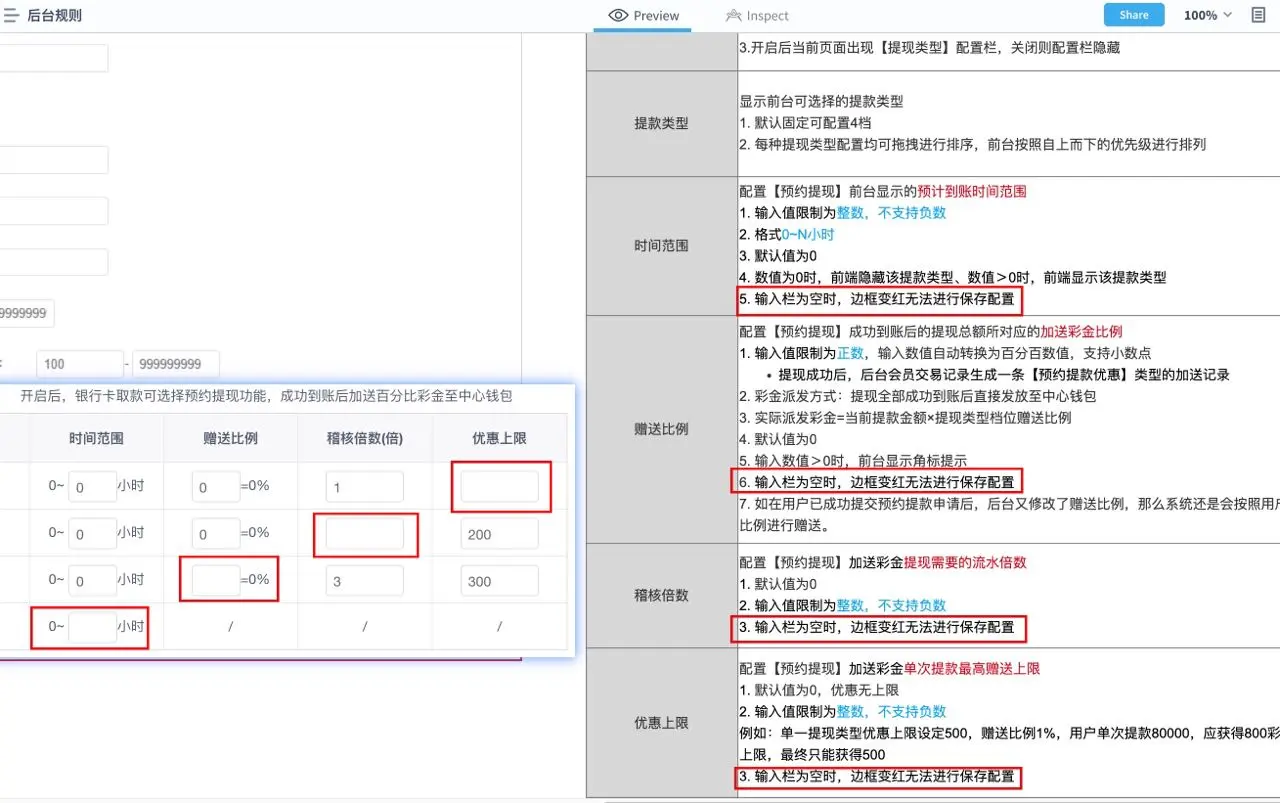 后台规则
Preview
Inspect
Share
100%
9999999
100 - 999999999
开启后，银行卡取款可选择预约提现功能，成功到账后加送百分比彩金至中心钱包
时间范围 赠送比例 稽核倍数(倍) 优惠上限
0~ 0 小时 0 =0% 1
0~ 0 小时 0 =0% 200
0~ 0 小时 =0% 3 300
0~ 小时 / / /
3.开启后当前页面出现【提现类型】配置栏，关闭则配置栏隐藏
提款类型
显示前台可选择的提款类型
1. 默认固定可配置4档
2. 每种提现类型配置均可拖拽进行排序，前台按照自上而下的优先级进行排列
时间范围
配置【预约提现】前台显示的预计到账时间范围
1. 输入值限制为整数，不支持负数
2. 格式0~N小时
3. 默认值为0
4. 数值为0时，前端隐藏该提款类型、数值＞0时，前端显示该提款类型
5. 输入栏为空时，边框变红无法进行保存配置
赠送比例
配置【预约提现】成功到账后的提现总额所对应的加送彩金比例
1. 输入值限制为正数，输入数值自动转换为百分百数值，支持小数点
• 提现成功后，后台会员交易记录生成一条【预约提款优惠】类型的加送记录
2. 彩金派发方式：提现全部成功到账后直接发放至中心钱包
3. 实际派发彩金=当前提款金额×提现类型档位赠送比例
4. 默认值为0
5. 输入数值＞0时，前台显示角标提示
6. 输入栏为空时，边框变红无法进行保存配置
7. 如在用户已成功提交预约提款申请后，后台又修改了赠送比例，那么系统还是会按照用户
比例进行赠送。
稽核倍数
配置【预约提现】加送彩金提现需要的流水倍数
1. 默认值为0
2. 输入值限制为整数，不支持负数
3. 输入栏为空时，边框变红无法进行保存配置
优惠上限
配置【预约提现】加送彩金单次提款最高赠送上限
1. 默认值为0，优惠无上限
2. 输入值限制为整数，不支持负数
例如：单一提现类型优惠上限设定500，赠送比例1%，用户单次提款80000，应获得800彩
上限，最终只能获得500
3. 输入栏为空时，边框变红无法进行保存配置